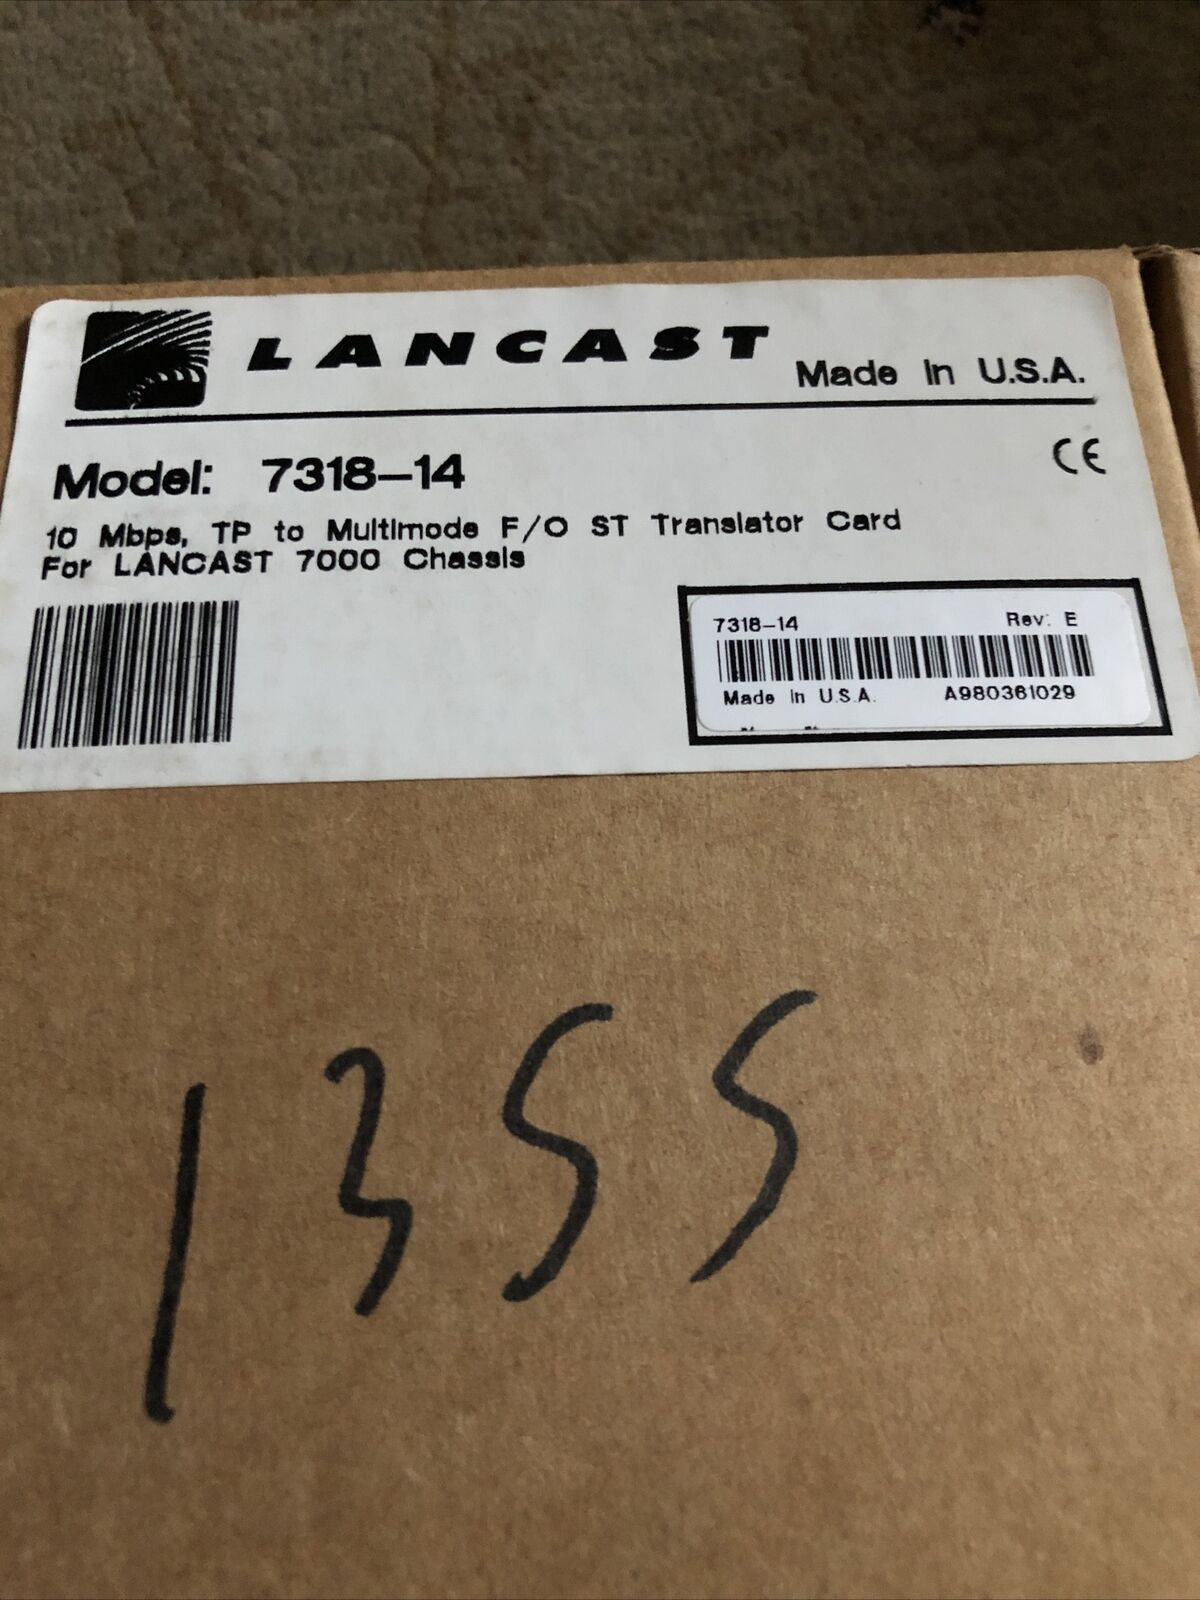 LANCAST
Made in U.S.A.
Model: 7318-14
CE
10 Mbps, TP to Multimode F/O ST Translator Card
For LANCAST 7000 Chassis
7318-14 Rev: E
Made in U.S.A. A980361029
1355